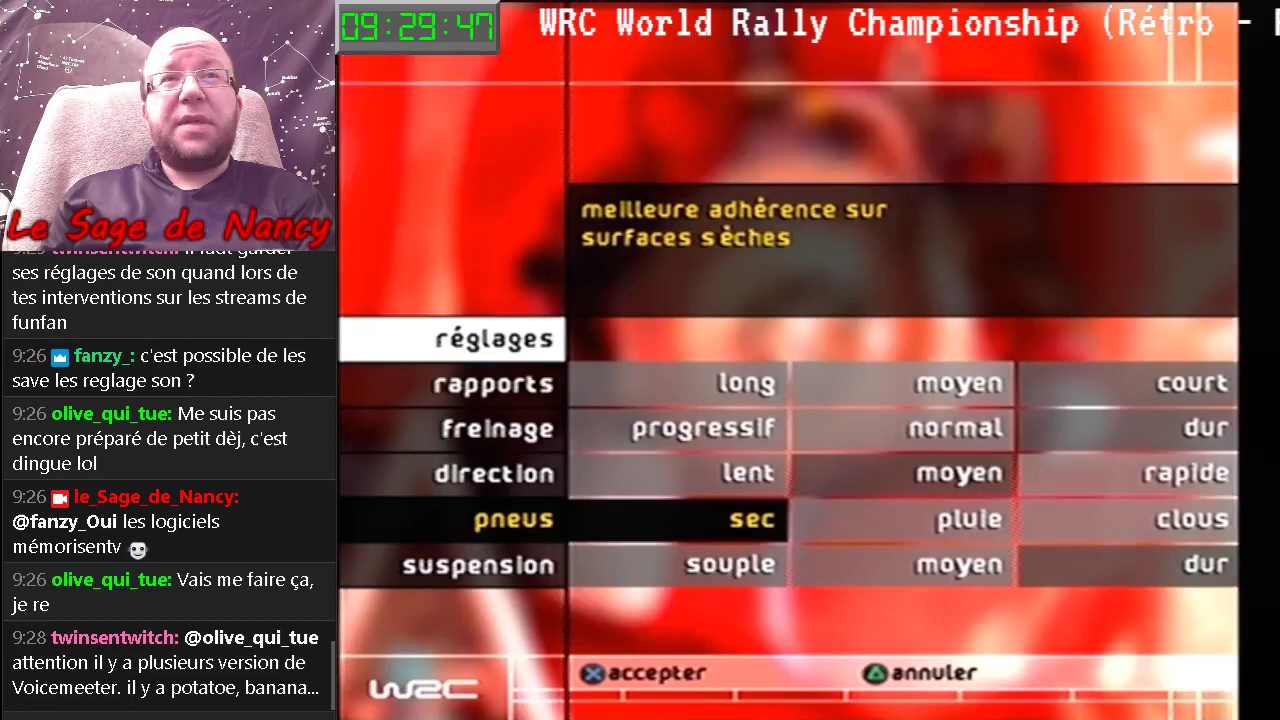 09:29:47
WRC World Rally Championship (Rétro -
Le Sage de Nancy
ses réglages de son quand lors de
tes interventions sur les streams de
funfan
9:26 fanzy_: c'est possible de les
save les reglage son ?
9:26 olive_qui_tue: Me suis pas
encore préparé de petit dèj, c'est
dingue lol
9:26 le_Sage_de_Nancy:
@fanzy_Oui les logiciels
mémorisentv
9:26 olive_qui_tue: Vais me faire ça,
je re
9:28 twinsentwitch: @olive_qui_tue
attention il y a plusieurs version de
Voicemeeter. il y a potatoe, banana...
meilleure adhérence sur
surfaces sèches
réglages
rapports long moyen court
freinage progressif normal dur
direction lent moyen rapide
pneus sec pluie clous
suspension souple moyen dur
WRC
accepter annuler